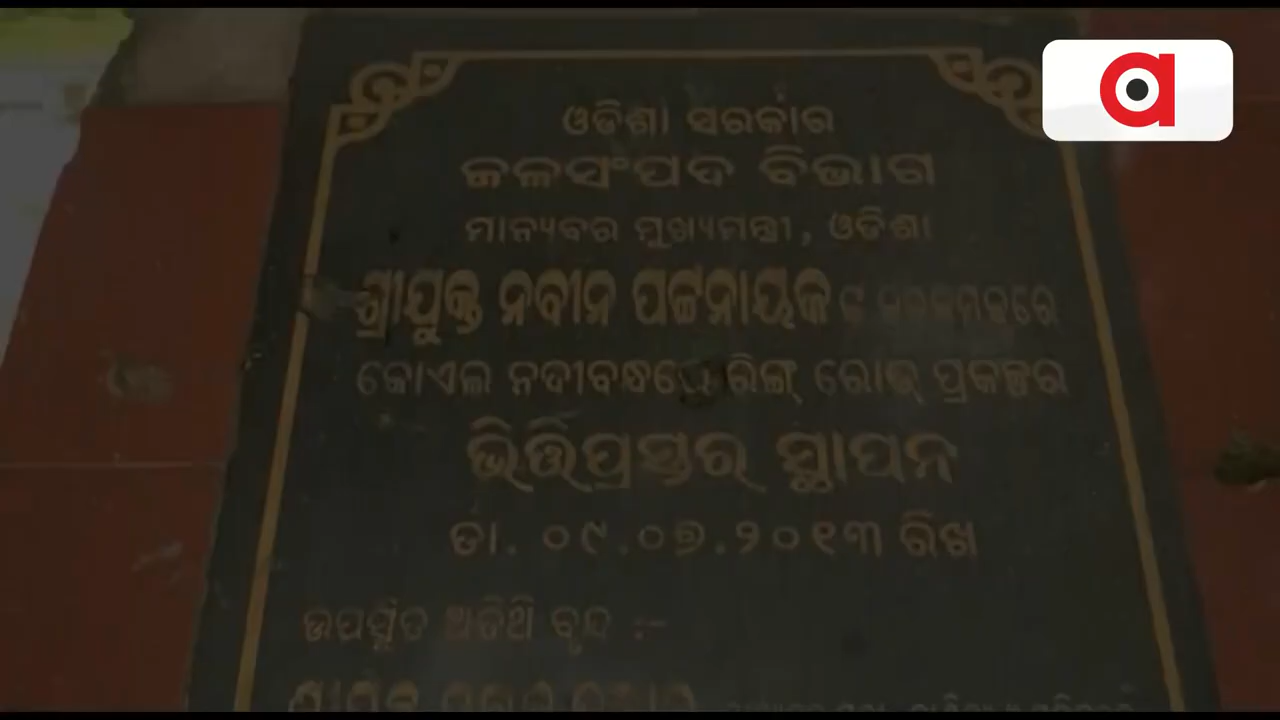 ଓଡିଶା ସରକାର
ଜଳସଂପଦ ବିଭାଗ
ମାନ୍ୟବର ମୁଖ୍ୟମନ୍ତ୍ରୀ, ଓଡିଶା
ଶ୍ରୀଯୁକ୍ତ ନବୀନ ପଟ୍ଟନାୟକ
କୋଏଲ ନଦୀବନ୍ଧରେ ରିଙ୍ଗ୍ ରୋଡ୍ ପ୍ରକଳ୍ପର
ଭିତ୍ତିପ୍ରସ୍ତର ସ୍ଥାପନ
ତା. ୦୯.୦୭.୨୦୧୩ ରିଖ
ଉପସ୍ଥିତ ଅତିଥି ବୃନ୍ଦ :-